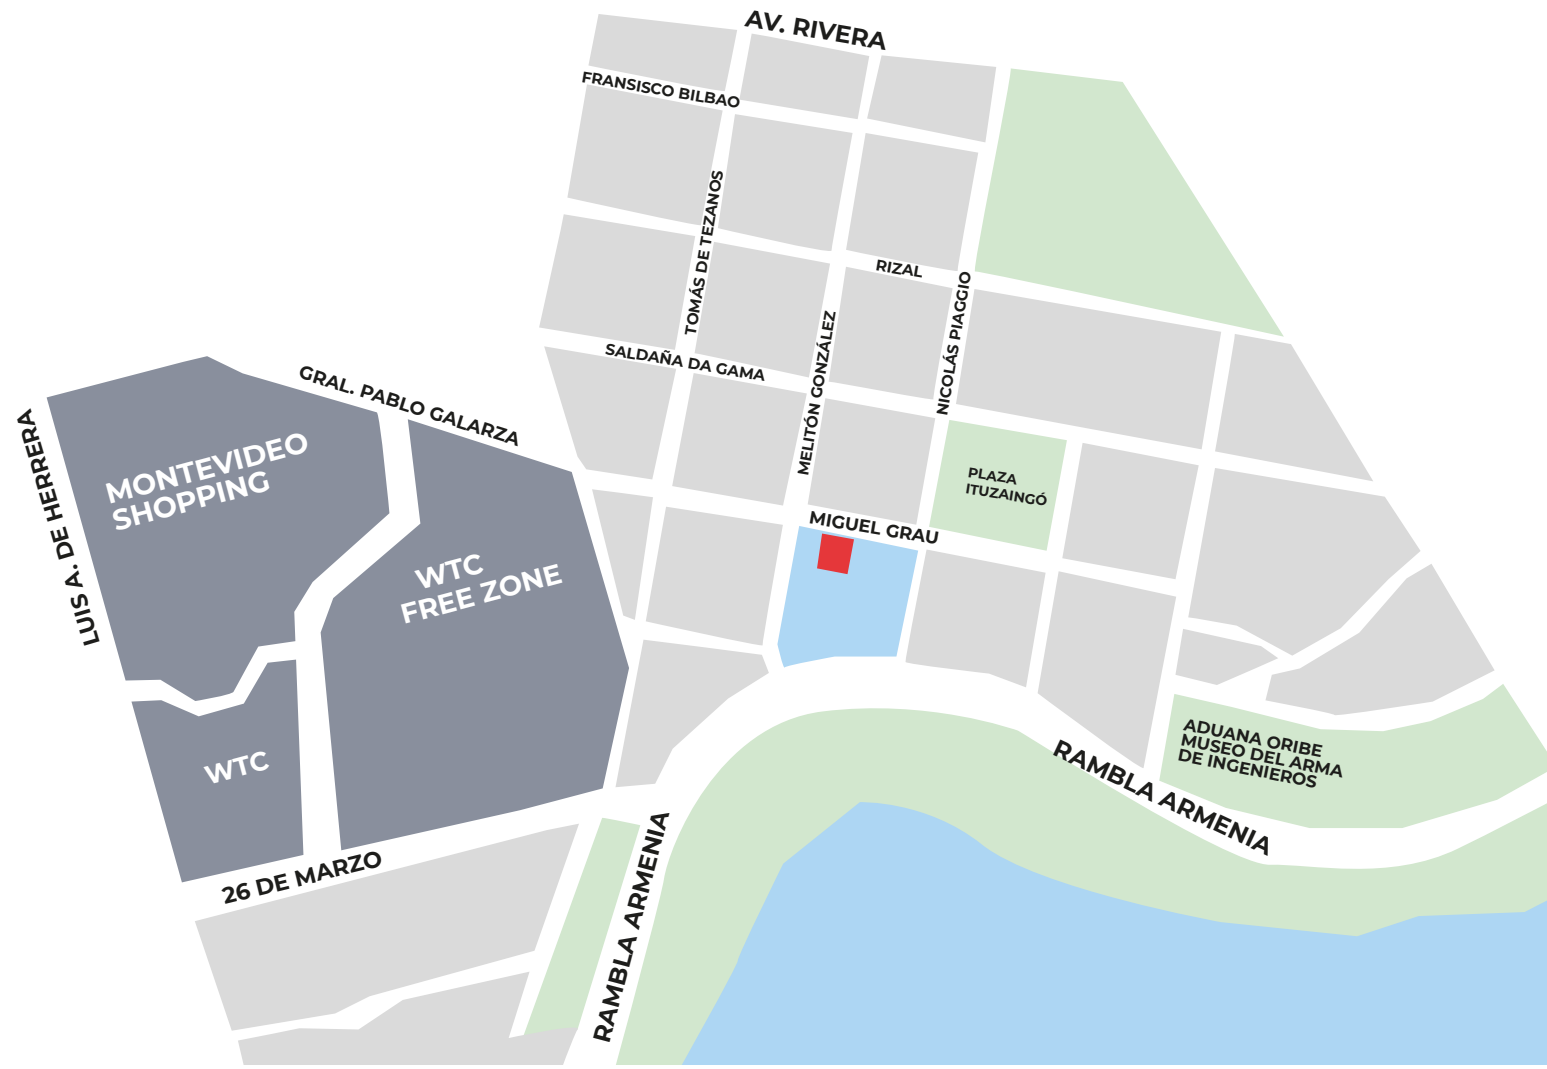 AV. RIVERA
FRANSISCO BILBAO
TOMÁS DE TEZANOS
RIZAL
NICOLÁS PIAGGIO
MELITÓN GONZÁLEZ
SALDAÑA DA GAMA
GRAL. PABLO GALARZA
LUIS A. DE HERRERA
MONTEVIDEO
SHOPPING
PLAZA
ITUZAINGÓ
MIGUEL GRAU
WTC
FREE ZONE
WTC
ADUANA ORIBE
MUSEO DEL ARMA
DE INGENIEROS
RAMBLA ARMENIA
26 DE MARZO
RAMBLA ARMENIA